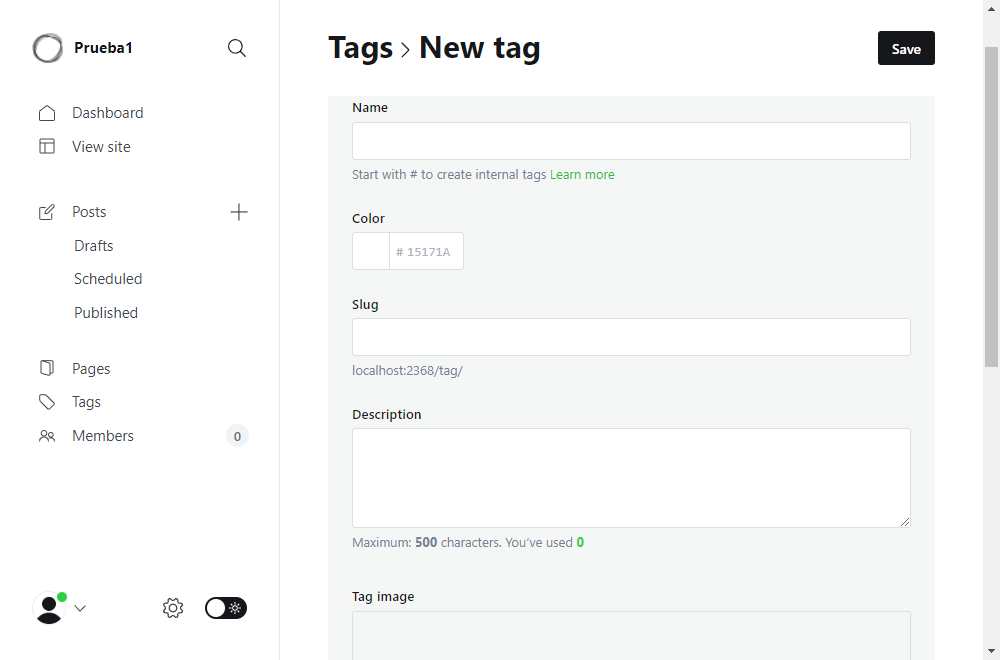 Prueba1
Dashboard
View site
Posts
Drafts
Scheduled
Published
Pages
Tags
Members 0
Tags > New tag
Save
Name
Start with # to create internal tags Learn more
Color
# 15171A
Slug
localhost:2368/tag/
Description
Maximum: 500 characters. You’ve used 0
Tag image